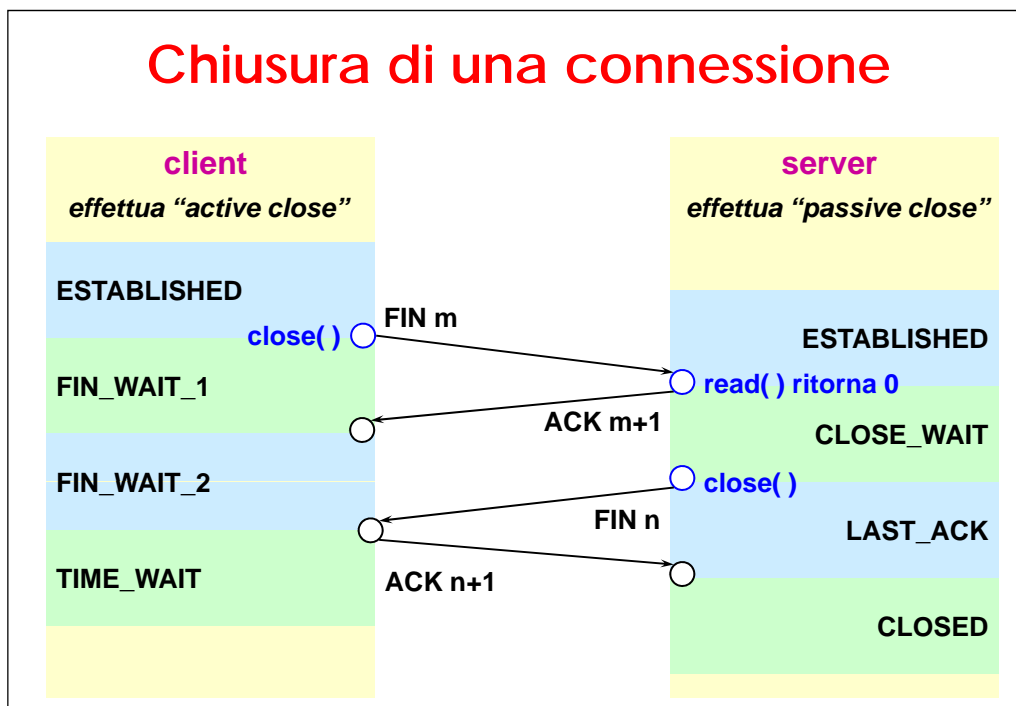 Chiusura di una connessione
client
effettua “active close”
server
effettua “passive close”
ESTABLISHED
close( )
FIN m
ESTABLISHED
FIN_WAIT_1
read( ) ritorna 0
ACK m+1
CLOSE_WAIT
FIN_WAIT_2
close( )
FIN n
LAST_ACK
TIME_WAIT
ACK n+1
CLOSED